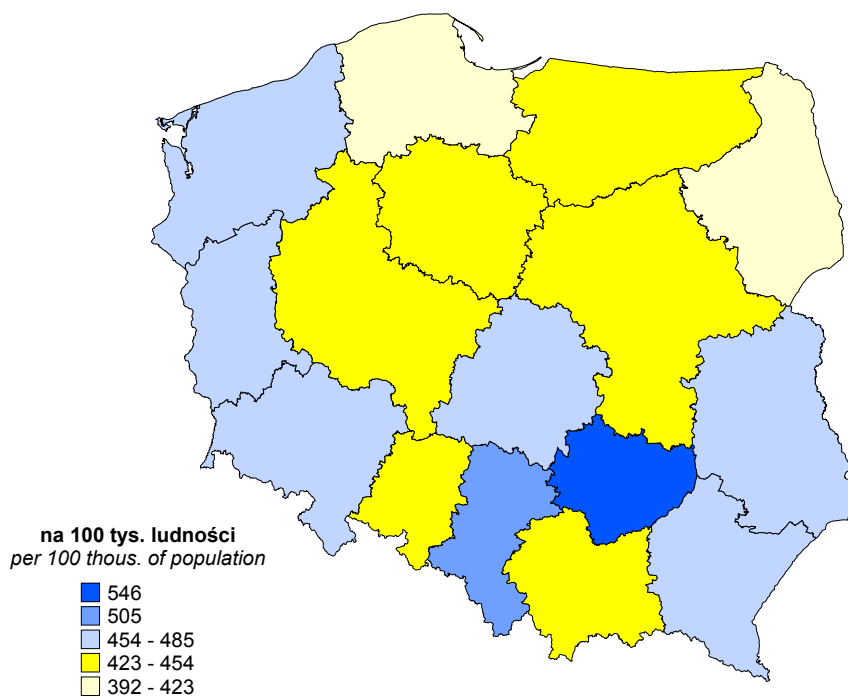 na 100 tys. ludności
per 100 thous. of population
546
505
454 - 485
423 - 454
392 - 423